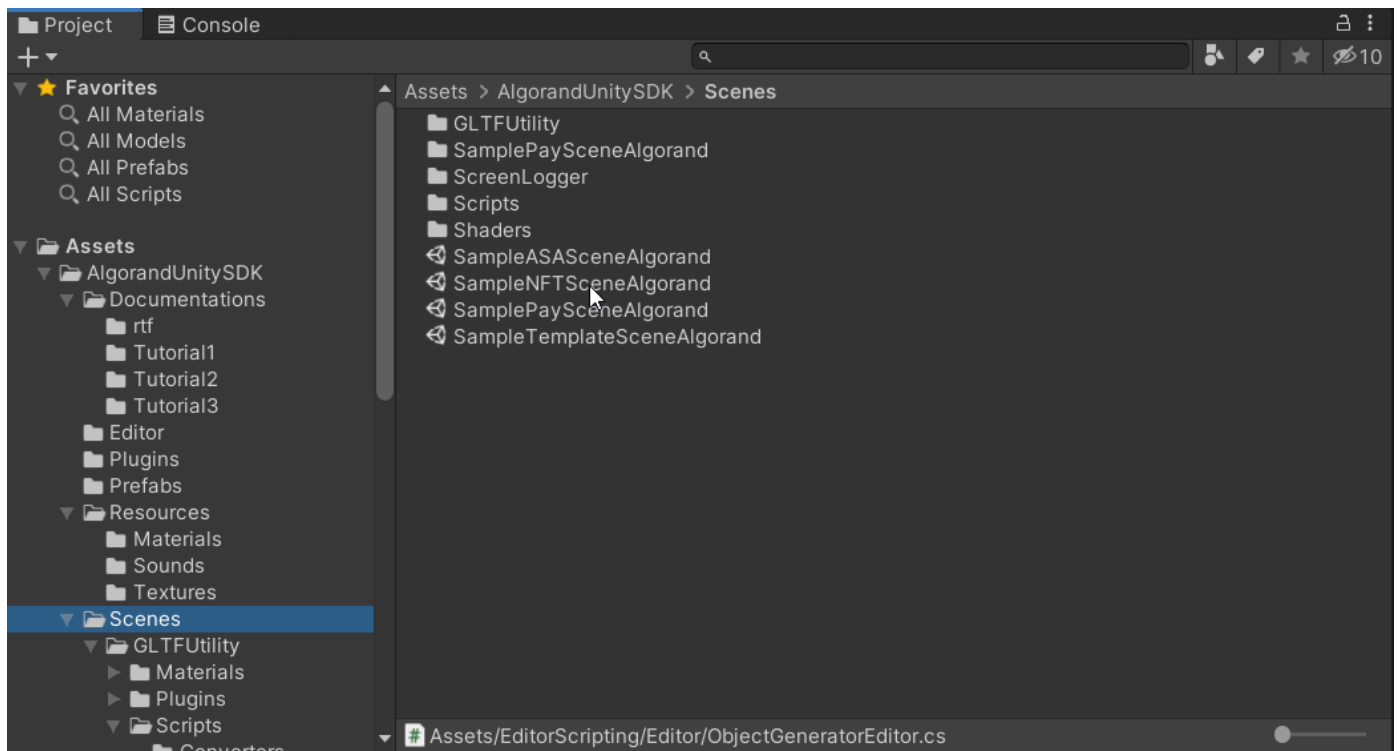 Project
Console
10
Favorites
All Materials
All Models
All Prefabs
All Scripts
Assets
AlgorandUnitySDK
Documentations
rtf
Tutorial1
Tutorial2
Tutorial3
Editor
Plugins
Prefabs
Resources
Materials
Sounds
Textures
Scenes
GLTFUtility
Materials
Plugins
Scripts
Converters
Assets > AlgorandUnitySDK > Scenes
GLTFUtility
SamplePaySceneAlgorand
ScreenLogger
Scripts
Shaders
SampleASASceneAlgorand
SampleNFTSceneAlgorand
SamplePaySceneAlgorand
SampleTemplateSceneAlgorand
# Assets/EditorScripting/Editor/ObjectGeneratorEditor.cs